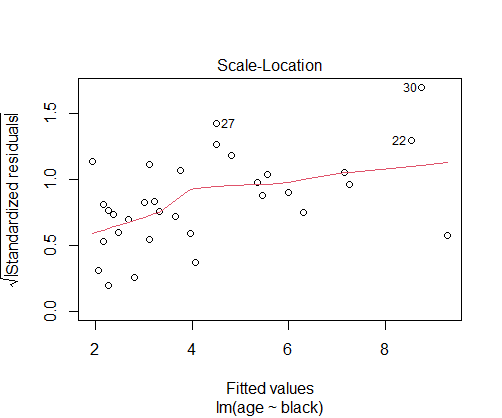 Scale-Location
√|Standardized residuals|
0.0 0.5 1.0 1.5
30
27
22
2 4 6 8
Fitted values
lm(age ~ black)